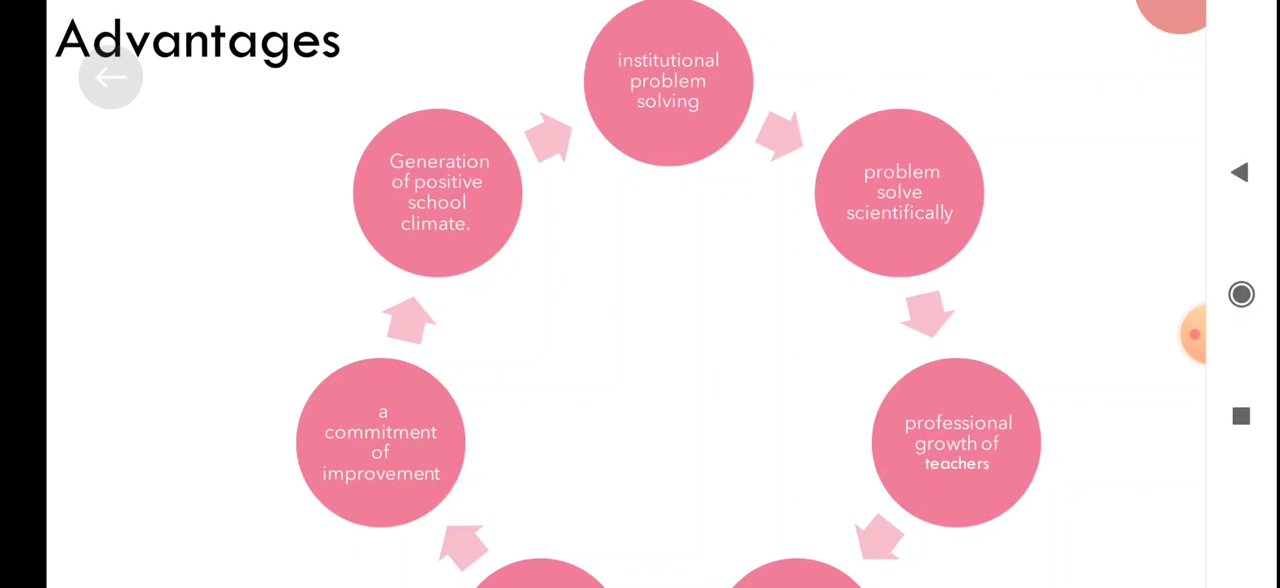 Advantages
institutional
problem
solving
problem
solve
scientifically
professional
growth of
teachers
a
commitment
of
improvement
Generation
of positive
school
climate.